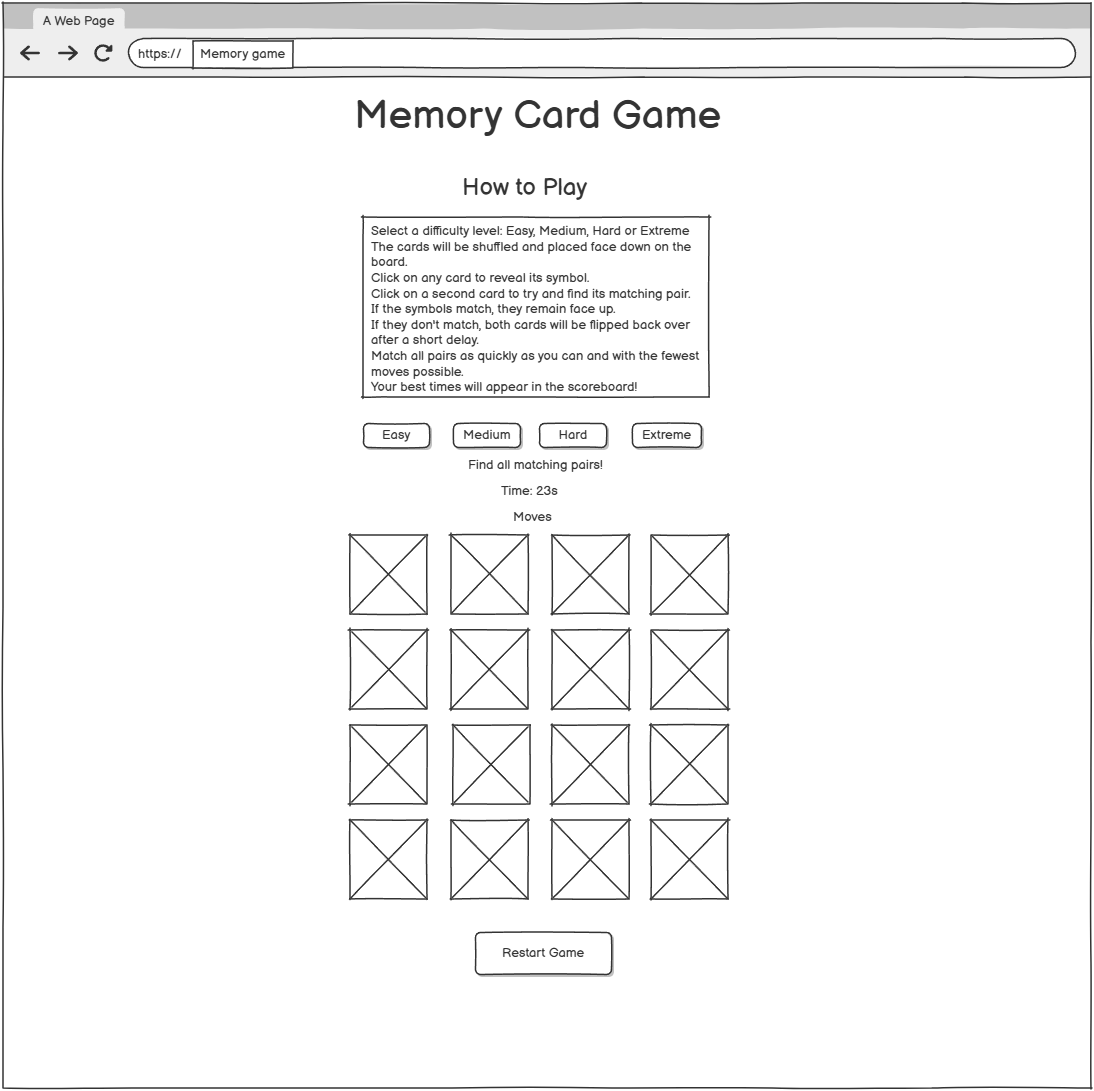 A Web Page
https:// Memory game
Memory Card Game
How to Play
Select a difficulty level: Easy, Medium, Hard or Extreme
The cards will be shuffled and placed face down on the
board.
Click on any card to reveal its symbol.
Click on a second card to try and find its matching pair.
If the symbols match, they remain face up.
If they don't match, both cards will be flipped back over
after a short delay.
Match all pairs as quickly as you can and with the fewest
moves possible.
Your best times will appear in the scoreboard!
Easy Medium Hard Extreme
Find all matching pairs!
Time: 23s
Moves
Restart Game